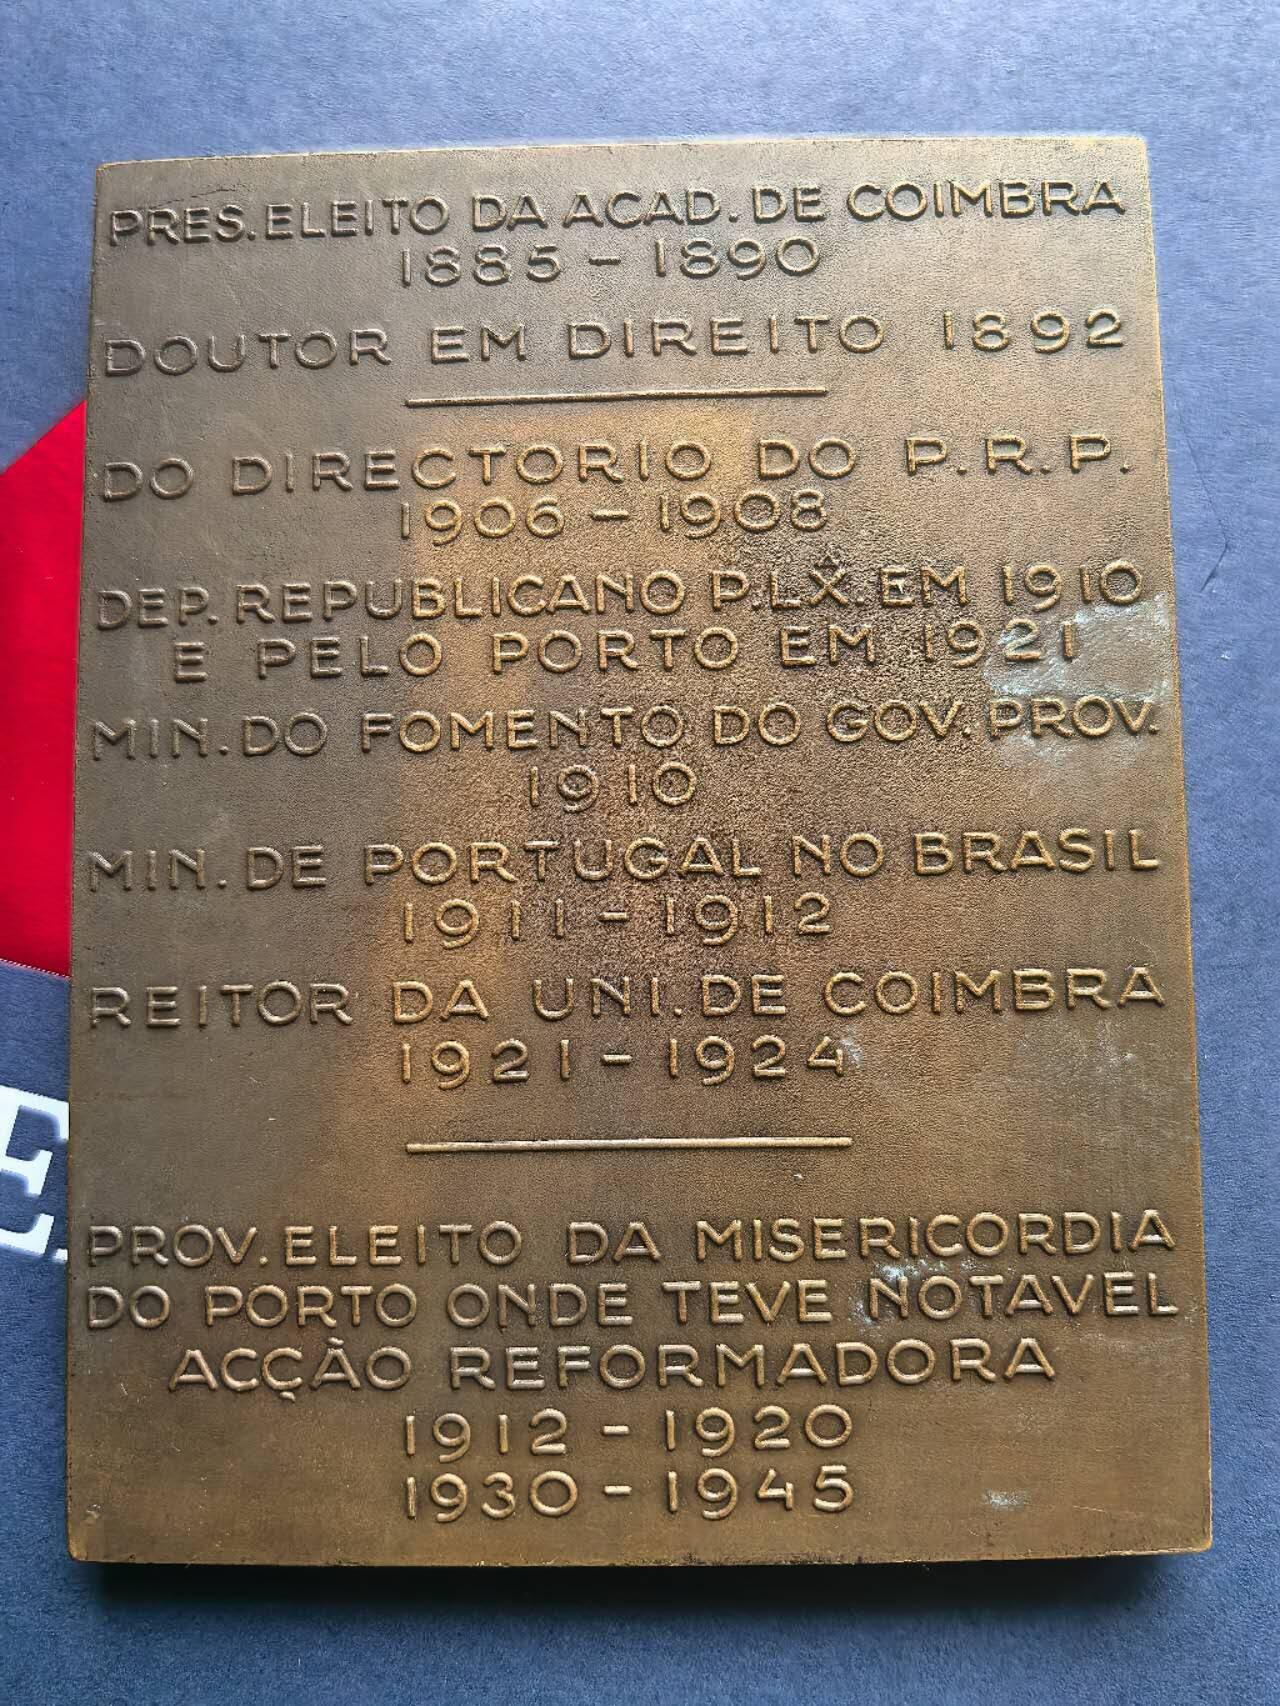 PRES. ELEITO DA ACAD. DE COIMBRA
1885 - 1890
DOUTOR EM DIREITO 1892
DO DIRECTORIO DO P.R.P.
1906 - 1908
DEP. REPUBLICANO P. LX. EM 1910
E PELO PORTO EM 1921
MIN. DO FOMENTO DO GOV. PROV.
1910
MIN. DE PORTUGAL NO BRASIL
1911 - 1912
REITOR DA UNI. DE COIMBRA
1921 - 1924
PROV. ELEITO DA MISERICORDIA
DO PORTO ONDE TEVE NOTAVEL
ACÇÃO REFORMADORA
1912 - 1920
1930 - 1945
E.